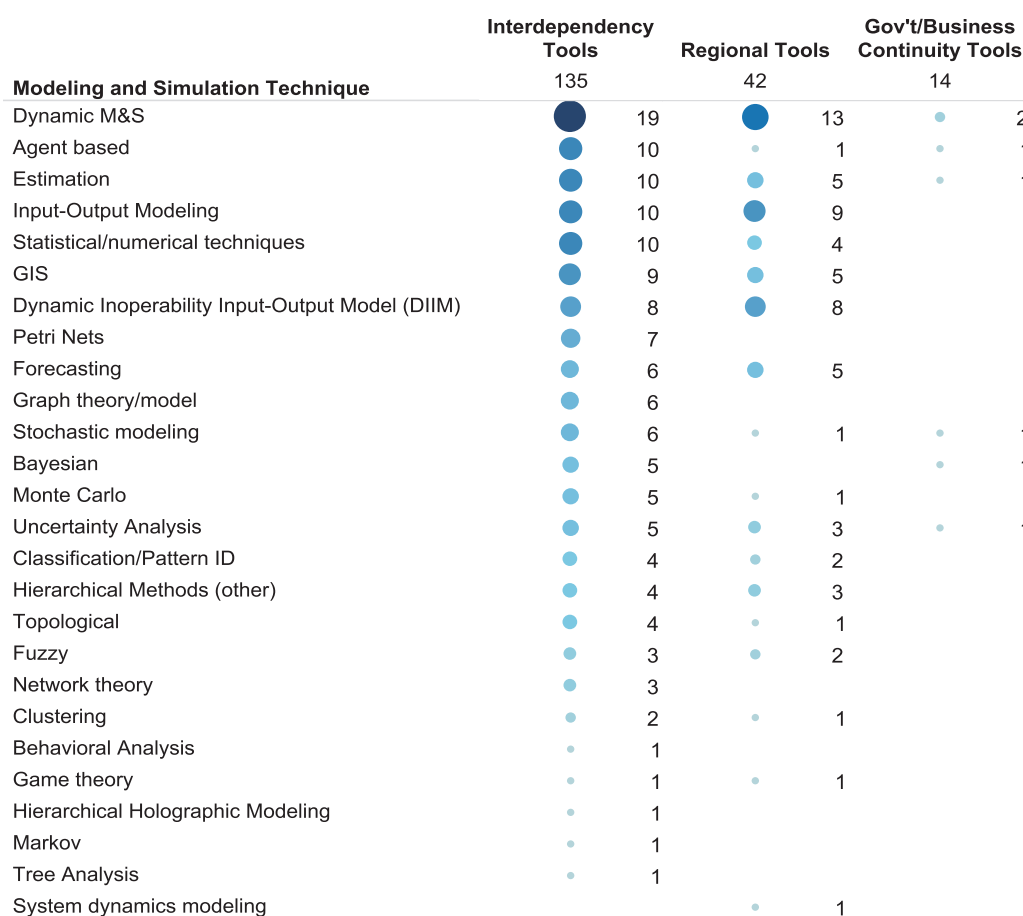 Interdependency Tools Regional Tools Gov't/Business Continuity Tools
Modeling and Simulation Technique 135 42 14
Dynamic M&S 19 13 2
Agent based 10 1
Estimation 10 5
Input-Output Modeling 10 9
Statistical/numerical techniques 10 4
GIS 9 5
Dynamic Inoperability Input-Output Model (DIIM) 8 8
Petri Nets 7
Forecasting 6 5
Graph theory/model 6
Stochastic modeling 6 1
Bayesian 5
Monte Carlo 5 1
Uncertainty Analysis 5 3
Classification/Pattern ID 4 2
Hierarchical Methods (other) 4 3
Topological 4 1
Fuzzy 3 2
Network theory 3
Clustering 2 1
Behavioral Analysis 1
Game theory 1 1
Hierarchical Holographic Modeling 1
Markov 1
Tree Analysis 1
System dynamics modeling 1